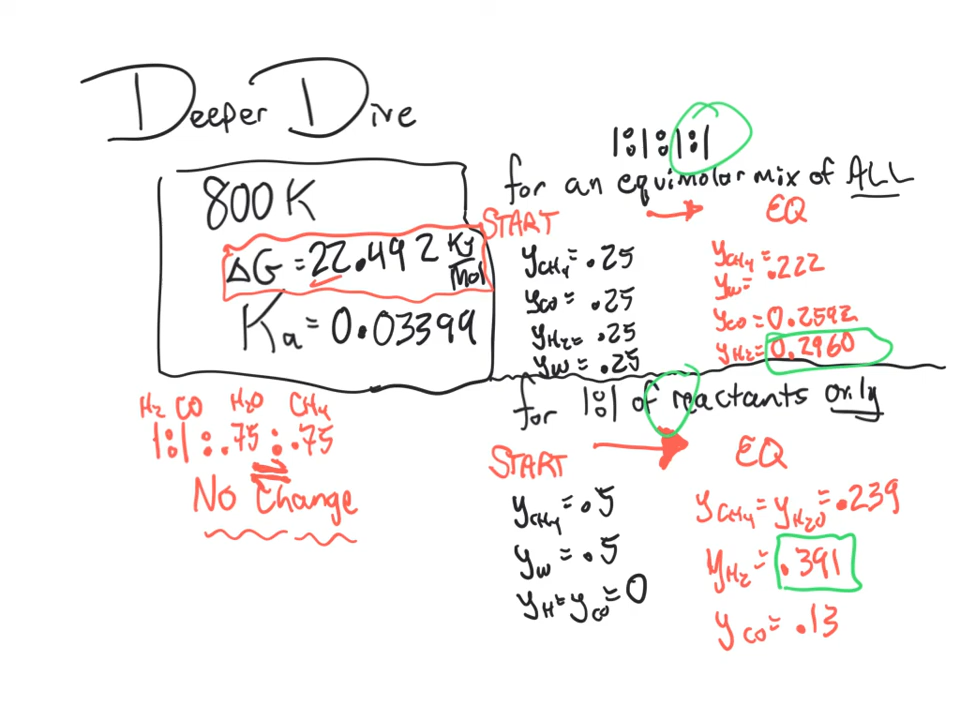 Deeper Dive
800 K
ΔG = 22.492 KJ/Mol
Ka = 0.03399
H2 CO H2O CH4
1:1:.75:.75
No Change
1:1:1:1
for an equimolar mix of ALL
START → EQ
yCH4 = .25
yCO = .25
yH2 = .25
yW = .25
yCH4 =
yW = .222
yCO = 0.2592
yH2 = 0.2960
for 1:1 of reactants only
START → EQ
yCH4 = .5
yW = .5
yH = yCO = 0
yCH4 = yH2O = .239
yH2 = .391
yCO = .13